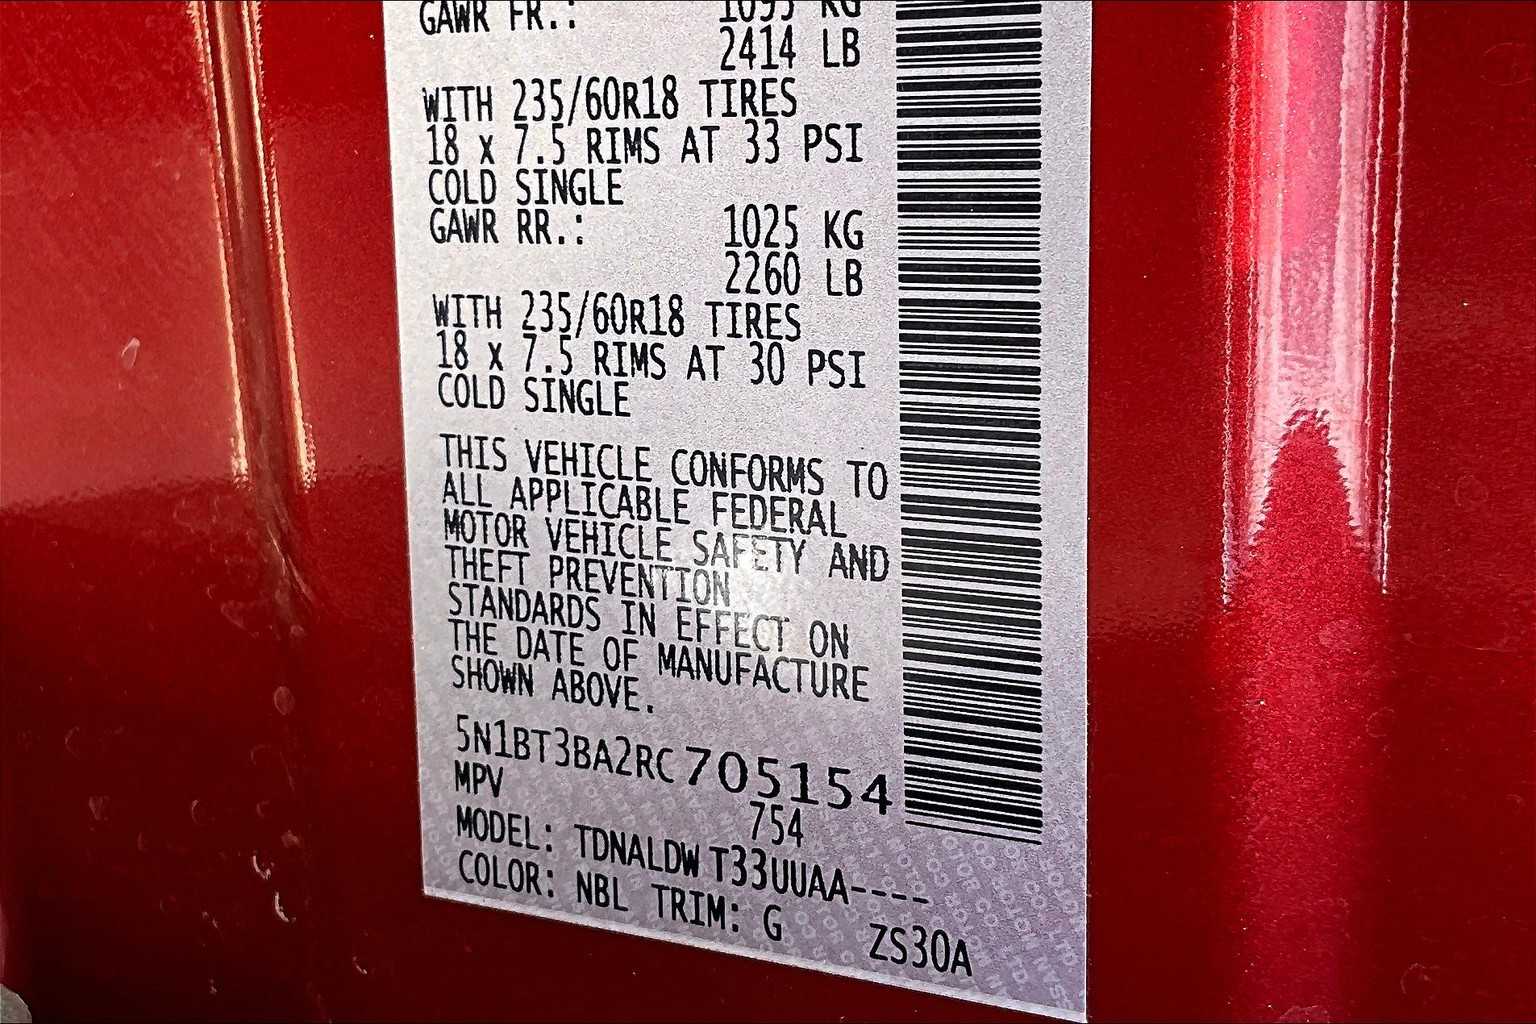 GAWR FR.: 1095 KG
2414 LB
WITH 235/60R18 TIRES
18 x 7.5 RIMS AT 33 PSI
COLD SINGLE
GAWR RR.: 1025 KG
2260 LB
WITH 235/60R18 TIRES
18 x 7.5 RIMS AT 30 PSI
COLD SINGLE
THIS VEHICLE CONFORMS TO
ALL APPLICABLE FEDERAL
MOTOR VEHICLE SAFETY AND
THEFT PREVENTION
STANDARDS IN EFFECT ON
THE DATE OF MANUFACTURE
SHOWN ABOVE.
5N1BT3BA2RC705154
MPV 754
MODEL: TDNALDW T33UUAA----
COLOR: NBL TRIM: G ZS30A